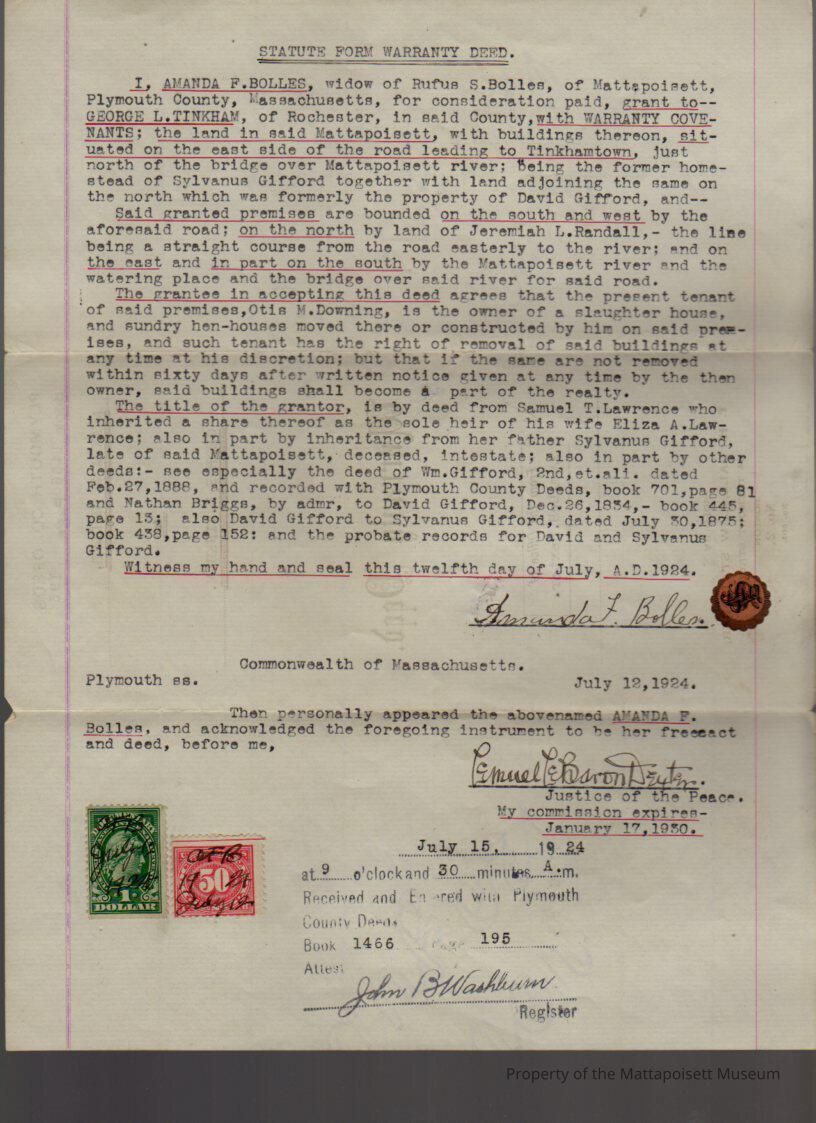 STATUTE FORM WARRANTY DEED.
I, AMANDA F.BOLLES, widow of Rufus S.Bolles, of Mattapoisett,
Plymouth County, Massachusetts, for consideration paid, grant to--
GEORGE L.TINKHAM, of Rochester, in said County,with WARRANTY COVE-
NANTS; the land in said Mattapoisett, with buildings thereon, sit-
uated on the east side of the road leading to Tinkhamtown, just
north of the bridge over Mattapoisett river; Being the former home-
stead of Sylvanus Gifford together with land adjoining the same on
the north which was formerly the property of David Gifford, and--
Said granted premises are bounded on the south and west by the
aforesaid road; on the north by land of Jeremiah L.Randall,- the line
being a straight course from the road easterly to the river; and on
the east and in part on the south by the Mattapoisett river and the
watering place and the bridge over said river for said road.
The grantee in accepting this deed agrees that the present tenant
of said premises,Otis M.Downing, is the owner of a slaughter house,
and sundry hen-houses moved there or constructed by him on said prem-
ises, and such tenant has the right of removal of said buildings at
any time at his discretion; but that if the same are not removed
within sixty days after written notice given at any time by the then
owner, said buildings shall become a part of the realty.
The title of the grantor, is by deed from Samuel T.Lawrence who
inherited a share thereof as the sole heir of his wife Eliza A.Law-
rence; also in part by inheritance from her father Sylvanus Gifford,
late of said Mattapoisett, deceased, intestate; also in part by other
deeds:- see especially the deed of Wm.Gifford, 2nd,et.ali. dated
Feb.27,1888, and recorded with Plymouth County Deeds, book 701,page 81
and Nathan Briggs, by admr, to David Gifford, Dec.26,1834,- book 445,
page 13; also David Gifford to Sylvanus Gifford, dated July 30,1875;
book 438,page 152: and the probate records for David and Sylvanus
Gifford.
Witness my hand and seal this twelfth day of July, A.D.1924.
Amanda F. Bolles.
Commonwealth of Massachusetts.
Plymouth ss. July 12,1924.
Then personally appeared the abovenamed AMANDA F.
Bolles, and acknowledged the foregoing instrument to be her free act
and deed, before me,
Lemuel LeBaron Dexter.
Justice of the Peace.
My commission expires-
January 17,1930.
July 15, 1924
at 9 o'clock and 30 minutes A.m.
Received and Entered with Plymouth
County Deeds
Book 1466 Page 195
Attest
John B Washburn
Register
1
DOLLAR
AFB
50
19 24
July 12
Property of the Mattapoisett Museum